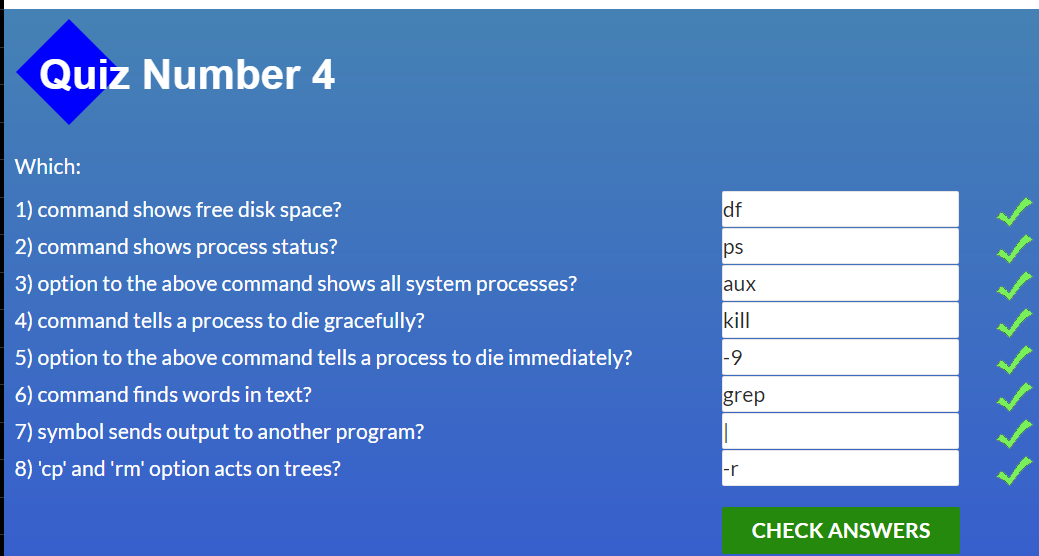 Quiz Number 4
Which:
1) command shows free disk space? df
2) command shows process status? ps
3) option to the above command shows all system processes? aux
4) command tells a process to die gracefully? kill
5) option to the above command tells a process to die immediately? -9
6) command finds words in text? grep
7) symbol sends output to another program? |
8) 'cp' and 'rm' option acts on trees? -r
CHECK ANSWERS